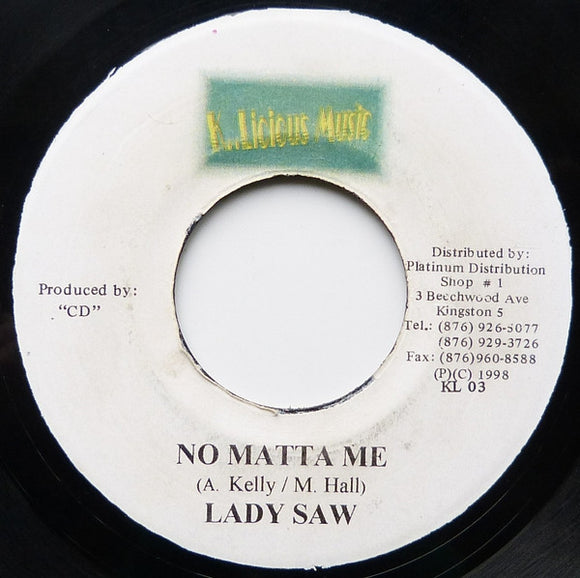 K..Licious Music
Produced by:
"CD"
Distributed by:
Platinum Distribution
Shop # 1
3 Beechwood Ave
Kingston 5
Tel.: (876) 926-5077
(876) 929-3726
Fax: (876)960-8588
(P)(C) 1998
KL 03
NO MATTA ME
(A. Kelly / M. Hall)
LADY SAW